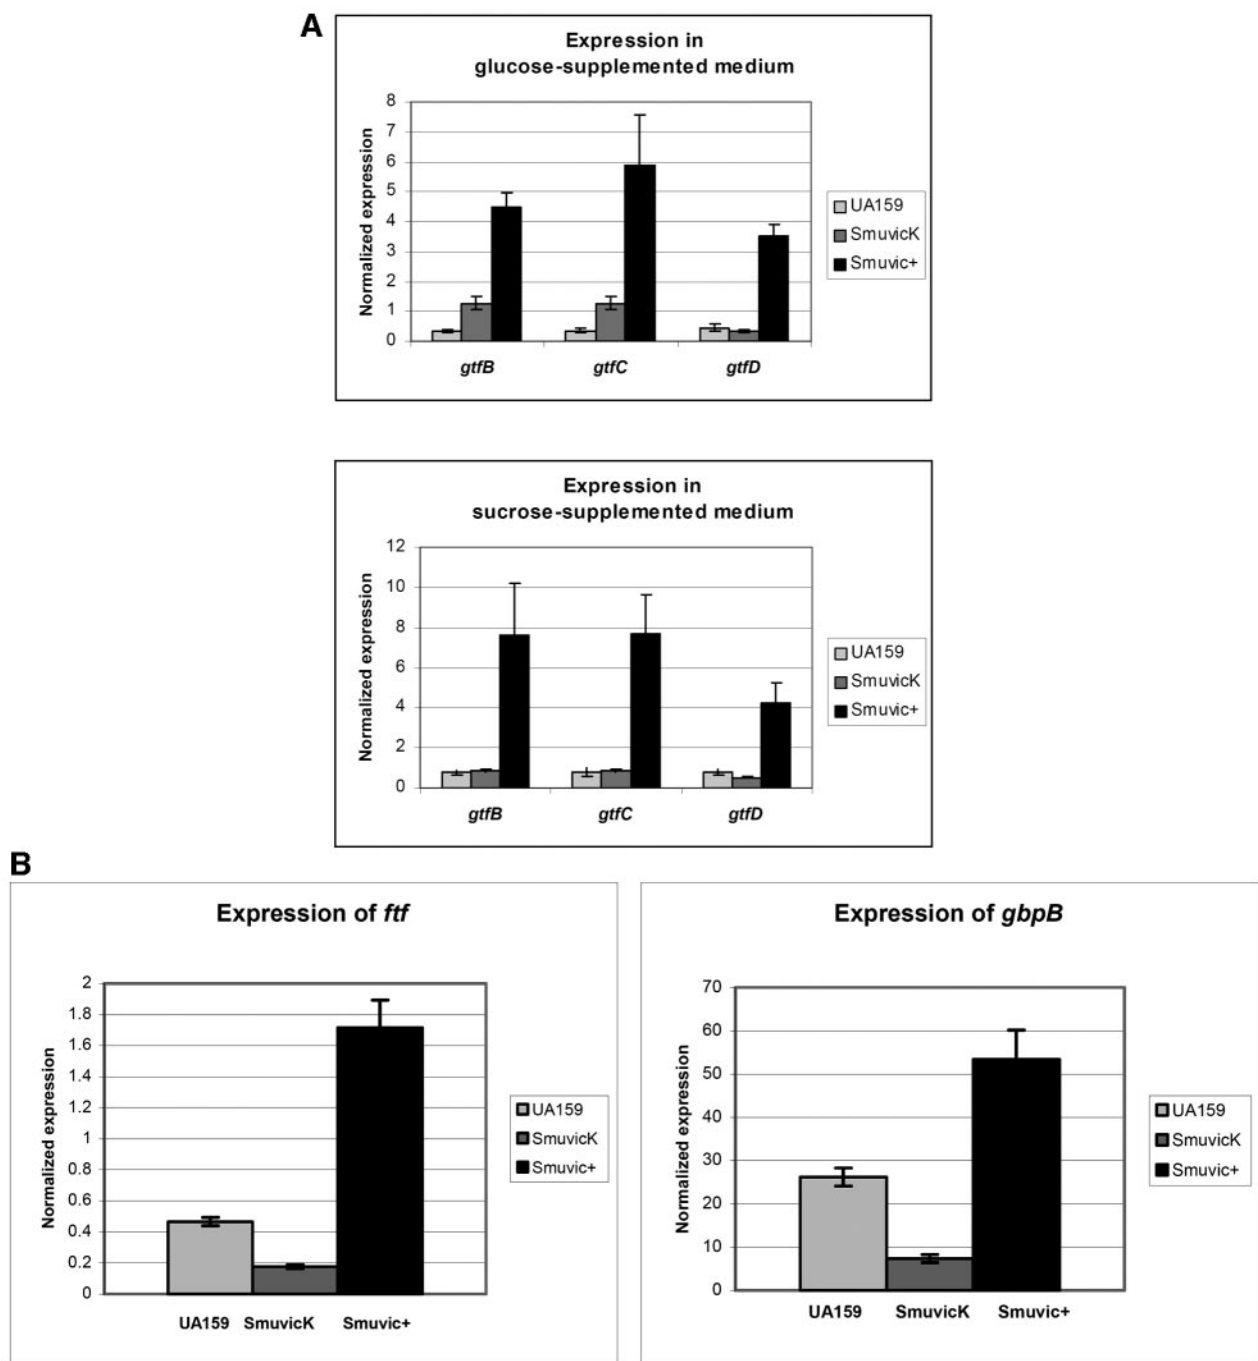 A
Expression in
glucose-supplemented medium
8
7
6
5
4
3
2
1
0
Normalized expression
gtfB gtfC gtfD
UA159
SmuvicK
Smuvic+
Expression in
sucrose-supplemented medium
12
10
8
6
4
2
0
Normalized expression
gtfB gtfC gtfD
UA159
SmuvicK
Smuvic+
B
Expression of ftf
2
1.8
1.6
1.4
1.2
1
0.8
0.6
0.4
0.2
0
Normalized expression
UA159 SmuvicK Smuvic+
UA159
SmuvicK
Smuvic+
Expression of gbpB
70
60
50
40
30
20
10
0
Normalized expression
UA159 SmuvicK Smuvic+
UA159
SmuvicK
Smuvic+